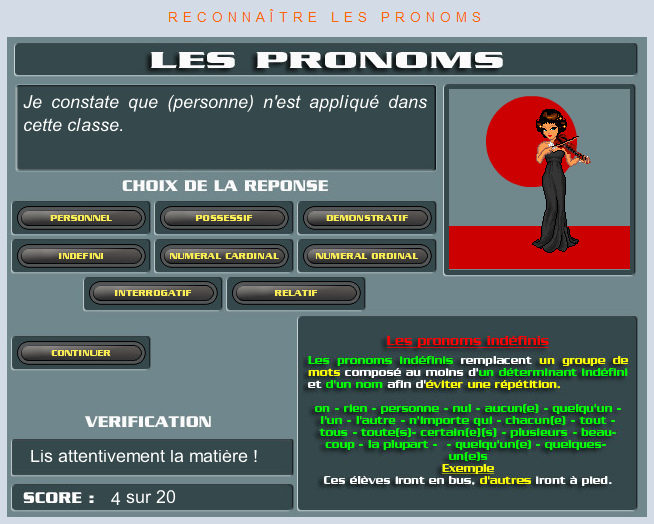 RECONNAÎTRE LES PRONOMS
LES PRONOMS
Je constate que (personne) n'est appliqué dans
cette classe.
CHOIX DE LA REPONSE
PERSONNEL
POSSESSIF
DEMONSTRATIF
INDEFINI
NUMERAL CARDINAL
NUMERAL ORDINAL
INTERROGATIF
RELATIF
CONTINUER
VERIFICATION
Lis attentivement la matière !
SCORE : 4 sur 20
Les pronoms indéfinis
Les pronoms indéfinis remplacent un groupe de
mots composé au moins d'un déterminant indéfini
et d'un nom afin d'éviter une répétition.
on - rien - personne - nul - aucun(e) - quelqu'un -
l'un - l'autre - n'importe qui - chacun(e) - tout -
tous - toute(s)- certain(e)(s) - plusieurs - beau-
coup - la plupart - - quelqu'un(e) - quelques-
un(e)s
Exemple
Ces élèves iront en bus, d'autres iront à pied.